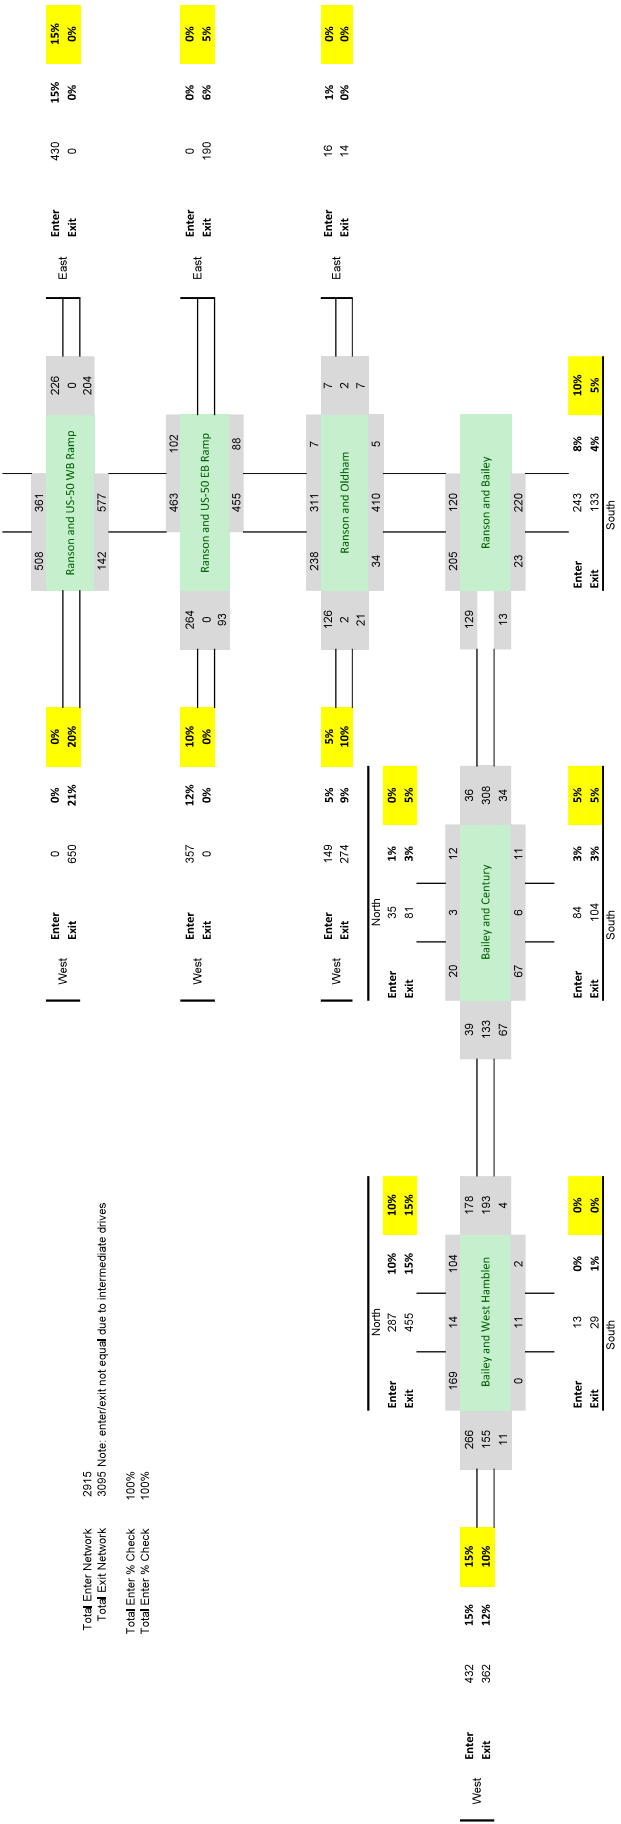 508 361
West Enter 0 0% 0%
Exit 650 21% 20%
Ranson and US-50 WB Ramp
226
0
204
East Enter 430 15% 15%
Exit 0 0% 0%
142 577
Total Enter Network 2915
Total Exit Network 3095 Note: enter/exit not equal due to intermediate drives
Total Enter % Check 100%
Total Enter % Check 100%
463 102
West Enter 357 12% 10%
Exit 0 0% 0%
264
0
93
Ranson and US-50 EB Ramp
East Enter 0 0% 0%
Exit 190 6% 5%
455 88
238 311 7
West Enter 149 5% 5%
Exit 274 9% 10%
126
2
21
Ranson and Oldham
7
2
7
East Enter 16 1% 0%
Exit 14 0% 0%
34 410 5
North
Enter 287 10% 10%
Exit 455 15% 15%
North
Enter 35 1% 0%
Exit 81 3% 5%
169 14 104
West Enter 432 15% 15%
Exit 362 12% 10%
266
155
11
Bailey and West Hamblen
178
193
4
0 11 2
20 3 12
39
133
67
Bailey and Century
36
308
34
67 6 11
205 120
129
13
Ranson and Bailey
23 220
Enter 13 0% 0%
Exit 29 1% 0%
South
Enter 84 3% 5%
Exit 104 3% 5%
South
Enter 243 8% 10%
Exit 133 4% 5%
South